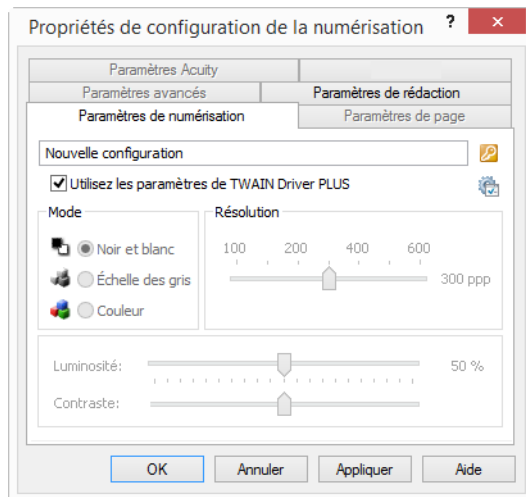 Propriétés de configuration de la numérisation ? ×
Paramètres Acuity
Paramètres avancés Paramètres de rédaction
Paramètres de numérisation Paramètres de page
Nouvelle configuration
Utilisez les paramètres de TWAIN Driver PLUS
Mode Résolution
Noir et blanc 100 200 400 600
Échelle des gris 300 ppp
Couleur
Luminosité: 50 %
Contraste:
OK Annuler Appliquer Aide